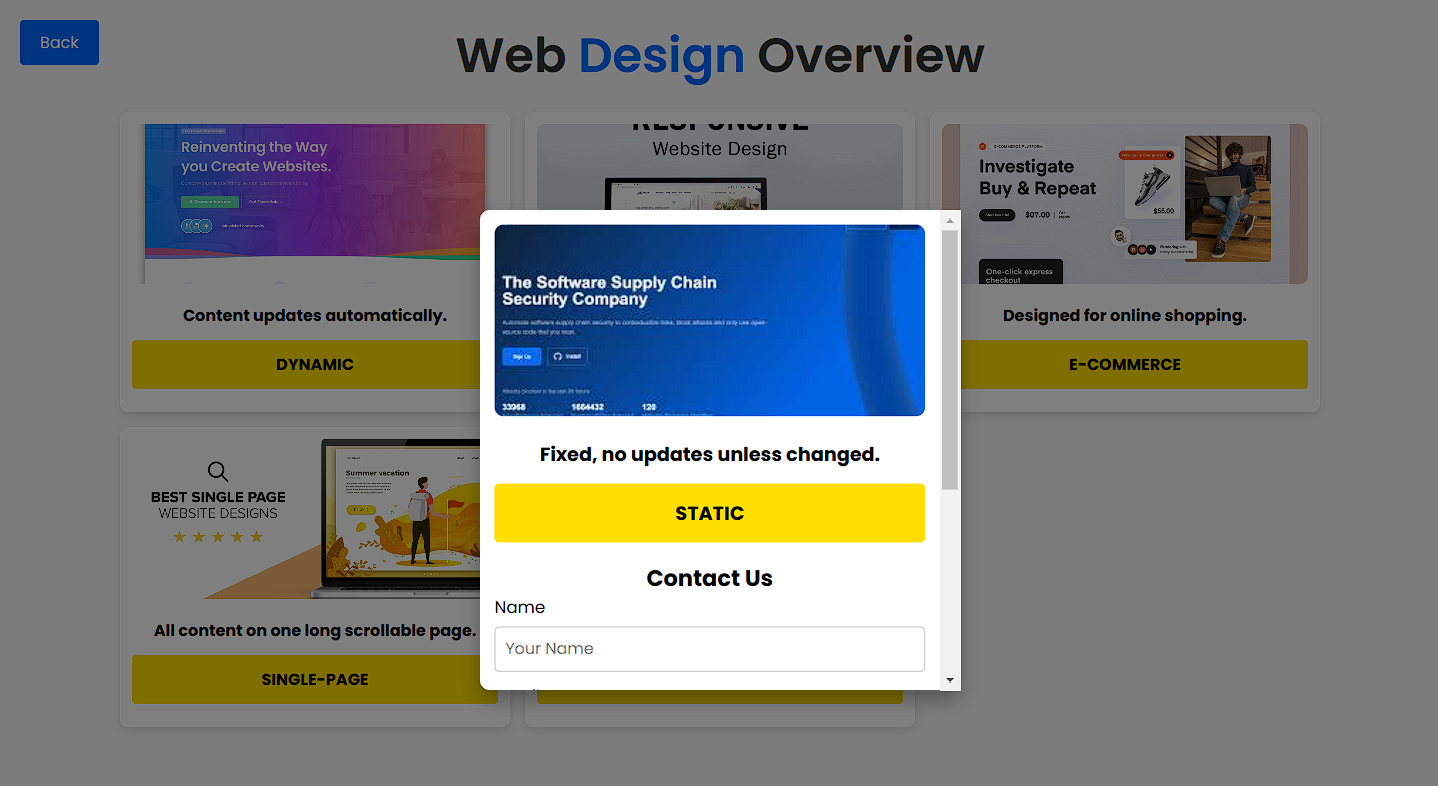 Back
Web Design Overview
Reinventing the Way
you Create Websites.
Website Design
E-COMMERCE PLATFORM
Investigate
Buy & Repeat
$07.00
$55.00
One-click express
checkout
Content updates automatically.
DYNAMIC
Designed for online shopping.
E-COMMERCE
The Software Supply Chain
Security Company
Sign Up
Install
33968
1664432
120
Fixed, no updates unless changed.
STATIC
Contact Us
Name
Your Name
BEST SINGLE PAGE
WEBSITE DESIGNS
Summer vacation
All content on one long scrollable page.
SINGLE-PAGE